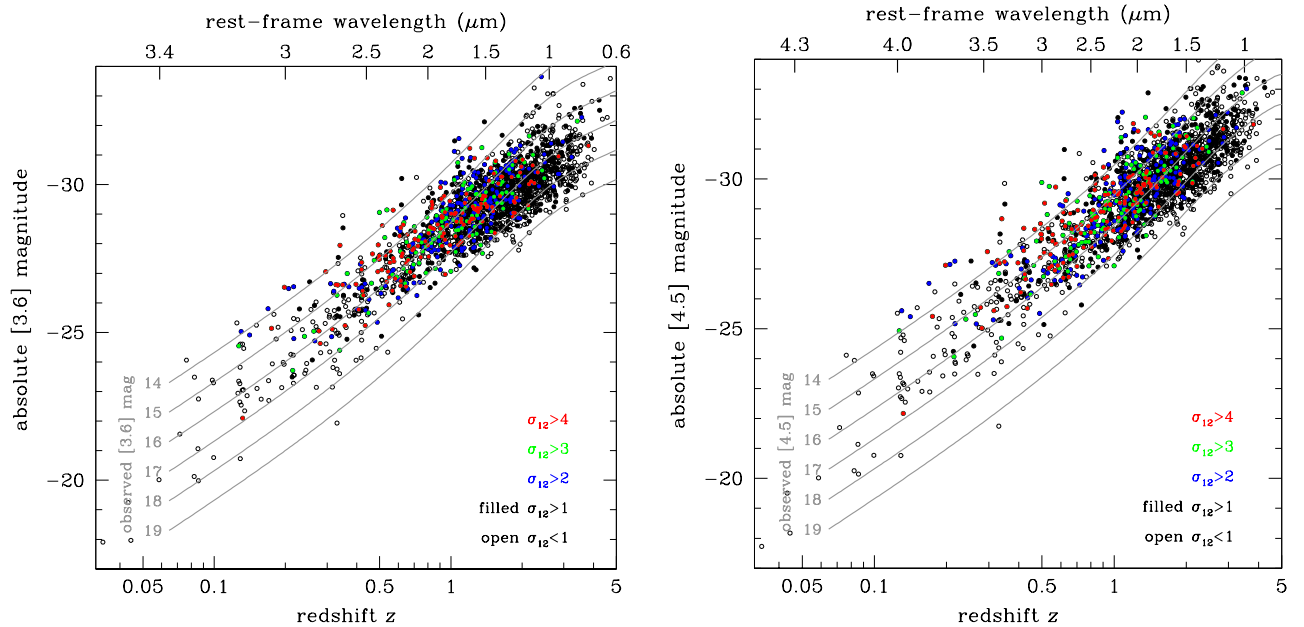 rest-frame wavelength (μm)
3.4 3 2.5 2 1.5 1 0.6
absolute [3.6] magnitude
−30
−25
−20
observed [3.6] mag
14
15
16
17
18
19
σ₁₂>4
σ₁₂>3
σ₁₂>2
filled σ₁₂>1
open σ₁₂<1
0.05 0.1 0.5 1 5
redshift z
rest-frame wavelength (μm)
4.3 4.0 3.5 3 2.5 2 1.5 1
absolute [4.5] magnitude
−30
−25
−20
observed [4.5] mag
14
15
16
17
18
19
σ₁₂>4
σ₁₂>3
σ₁₂>2
filled σ₁₂>1
open σ₁₂<1
0.05 0.1 0.5 1 5
redshift z